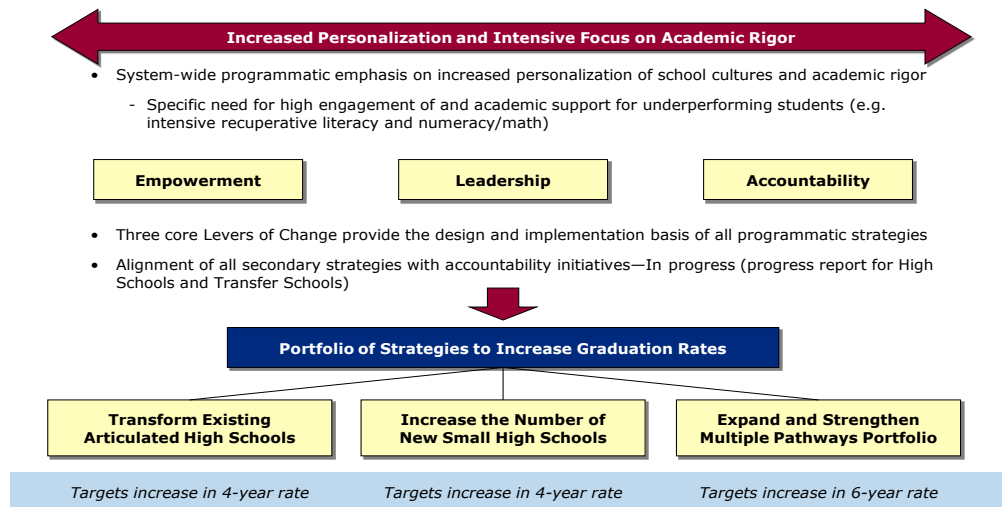 Increased Personalization and Intensive Focus on Academic Rigor
• System-wide programmatic emphasis on increased personalization of school cultures and academic rigor
- Specific need for high engagement of and academic support for underperforming students (e.g.
intensive recuperative literacy and numeracy/math)
Empowerment
Leadership
Accountability
• Three core Levers of Change provide the design and implementation basis of all programmatic strategies
• Alignment of all secondary strategies with accountability initiatives—In progress (progress report for High
Schools and Transfer Schools)
Portfolio of Strategies to Increase Graduation Rates
Transform Existing
Articulated High Schools
Increase the Number of
New Small High Schools
Expand and Strengthen
Multiple Pathways Portfolio
Targets increase in 4-year rate
Targets increase in 4-year rate
Targets increase in 6-year rate